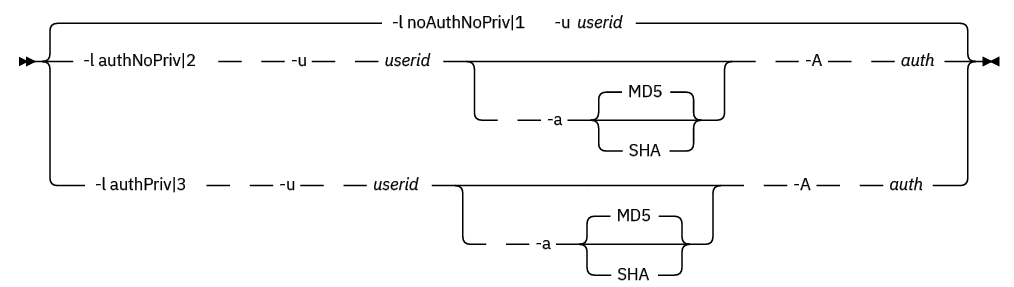 -l noAuthNoPriv|1 -u userid
-l authNoPriv|2 -u userid -A auth
MD5
-a
SHA
-l authPriv|3 -u userid -A auth
MD5
-a
SHA